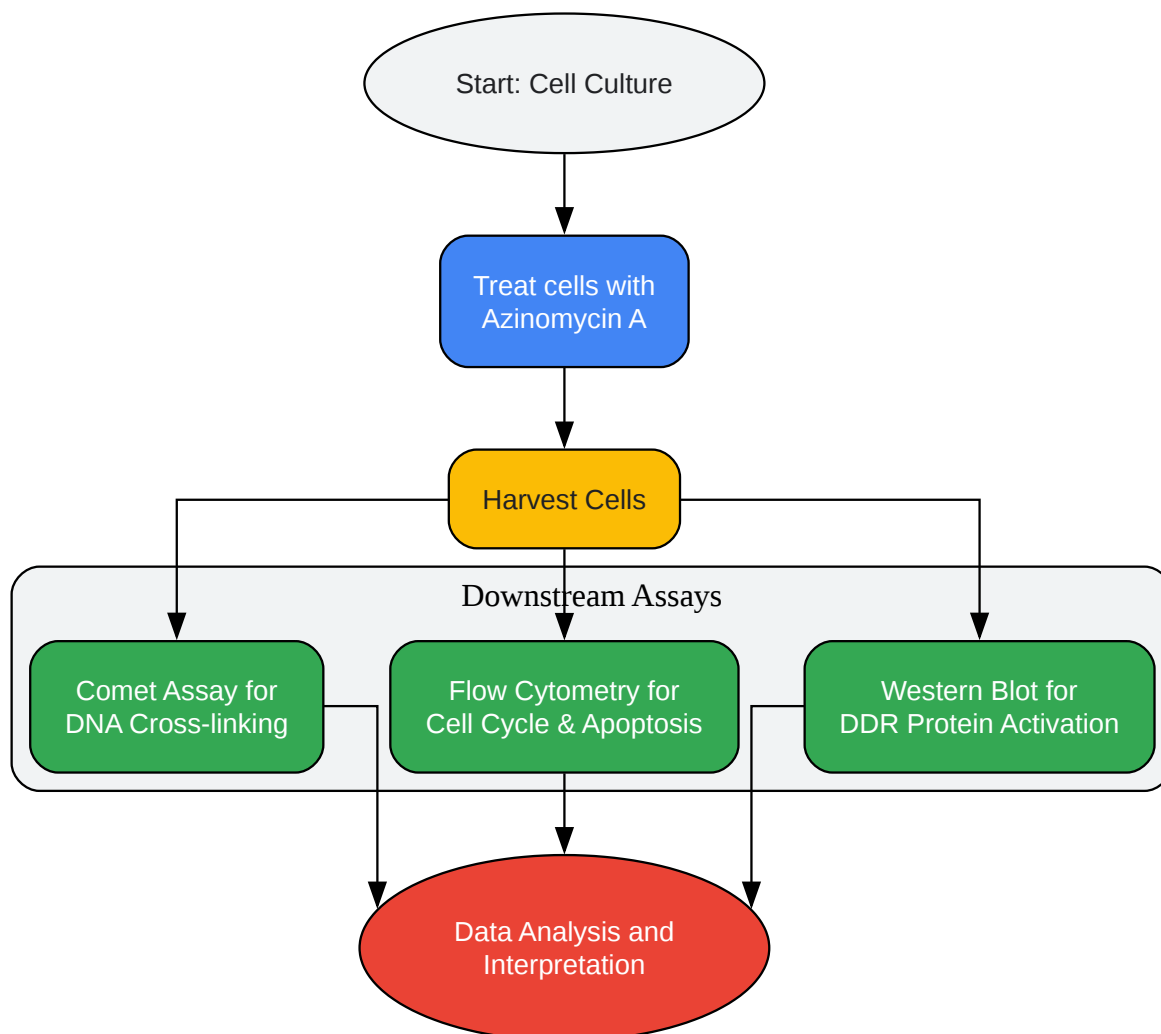 Start: Cell Culture
Treat cells with
Azinomycin A
Harvest Cells
Downstream Assays
Comet Assay for
DNA Cross-linking
Flow Cytometry for
Cell Cycle & Apoptosis
Western Blot for
DDR Protein Activation
Data Analysis and
Interpretation